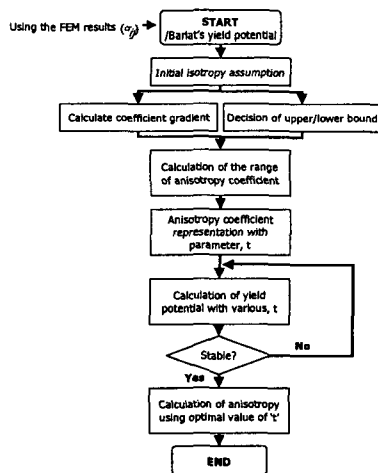 START
Using the FEM results (σij)
/Barlat's yield potential
Initial isotropy assumption
Calculate coefficient gradient
Decision of upper/lower bound
Calculation of the range
of anisotropy coefficient
Anisotropy coefficient
representation with
parameter, t
Calculation of yield
potential with various, t
Stable?
No
Yes
Calculation of anisotropy
using optimal value of 't'
END